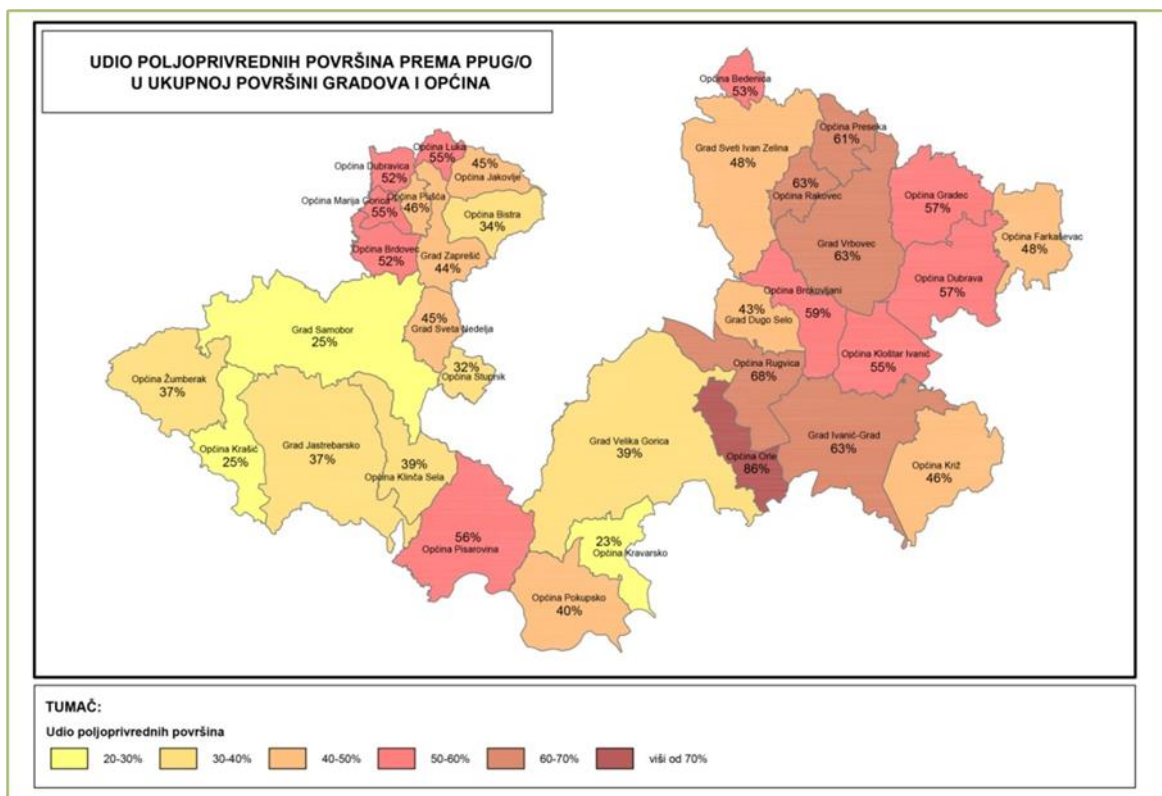 UDIO POLJOPRIVREDNIH POVRŠINA PREMA PPUG/O
U UKUPNOJ POVRŠINI GRADOVA I OPĆINA
Općina Bedenica
53%
Općina Luka
55%
45%
Općina Jakovlje
Općina Dubravica
52%
Općina Marija Gorica
55%
Općina Pušća
46%
Općina Bistra
34%
Općina Brdovec
52%
Grad Zaprešić
44%
Grad Sveti Ivan Zelina
48%
Općina Preseka
61%
63%
Općina Rakovec
Općina Gradec
57%
Općina Farkaševac
48%
Grad Vrbovec
63%
Općina Dubrava
57%
Općina Brckovljani
59%
43%
Grad Dugo Selo
Općina Kloštar Ivanić
55%
45%
Grad Sveta Nedelja
Grad Samobor
25%
32%
Općina Stupnik
Općina Žumberak
37%
Općina Krašić
25%
Grad Jastrebarsko
37%
39%
Općina Klinča Sela
Općina Rugvica
68%
Grad Velika Gorica
39%
Općina Orle
86%
Grad Ivanić-Grad
63%
Općina Križ
46%
56%
Općina Pisarovina
23%
Općina Kravarsko
Općina Pokupsko
40%
TUMAČ:
Udio poljoprivrednih površina
20-30%
30-40%
40-50%
50-60%
60-70%
viši od 70%